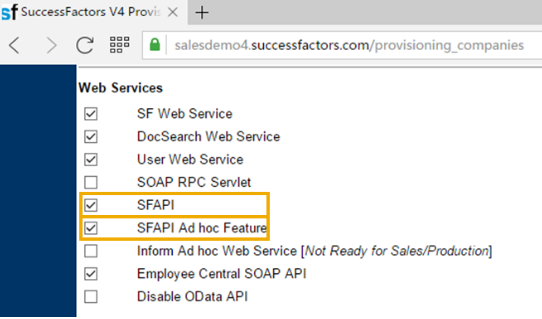 sf SuccessFactors V4 Provis
salesdemo4.successfactors.com/provisioning_companies
Web Services
SF Web Service
DocSearch Web Service
User Web Service
SOAP RPC Servlet
SFAPI
SFAPI Ad hoc Feature
Inform Ad hoc Web Service [Not Ready for Sales/Production]
Employee Central SOAP API
Disable OData API